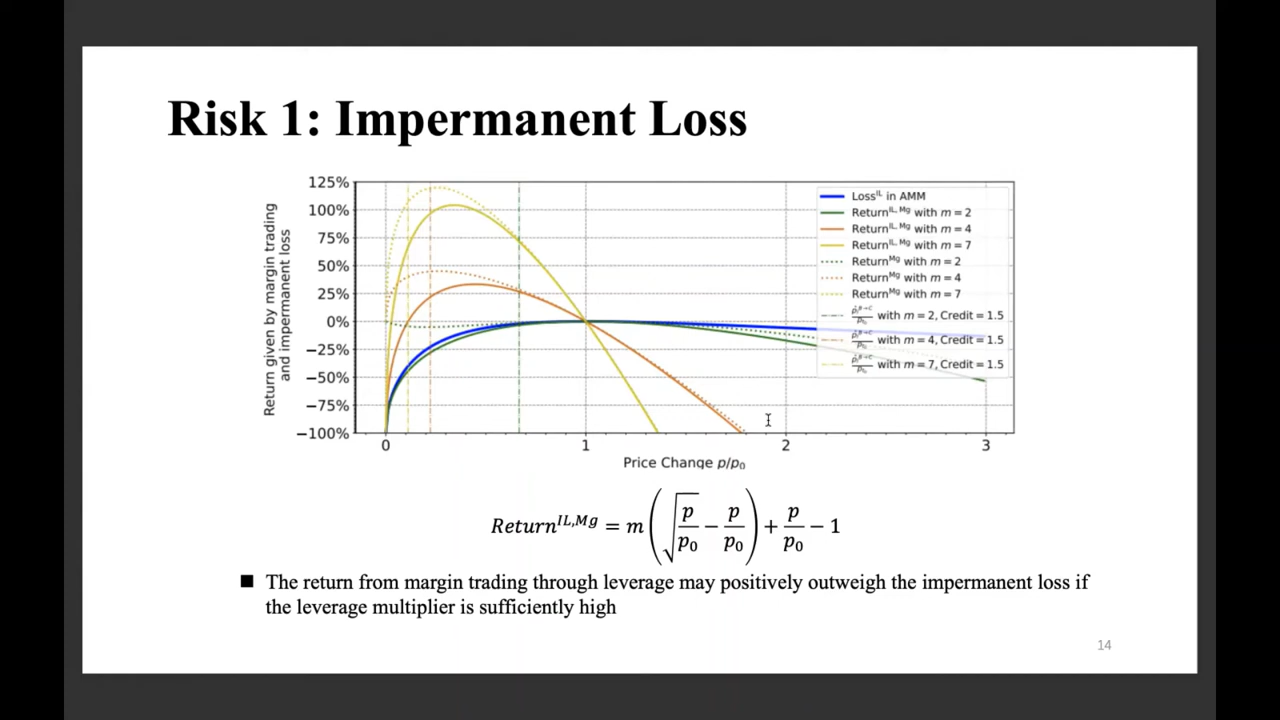 Risk 1: Impermanent Loss
Return given by margin trading
and impermanent loss
125%
100%
75%
50%
25%
0%
−25%
−50%
−75%
−100%
0
1
2
3
Price Change p/p₀
Loss^IL in AMM
Return^IL, Mg with m = 2
Return^IL, Mg with m = 4
Return^IL, Mg with m = 7
Return^Mg with m = 2
Return^Mg with m = 4
Return^Mg with m = 7
with m = 2, Credit = 1.5
with m = 4, Credit = 1.5
with m = 7, Credit = 1.5
Return^IL,Mg = m(√(p/p₀) − p/p₀) + p/p₀ − 1
■ The return from margin trading through leverage may positively outweigh the impermanent loss if
the leverage multiplier is sufficiently high
14